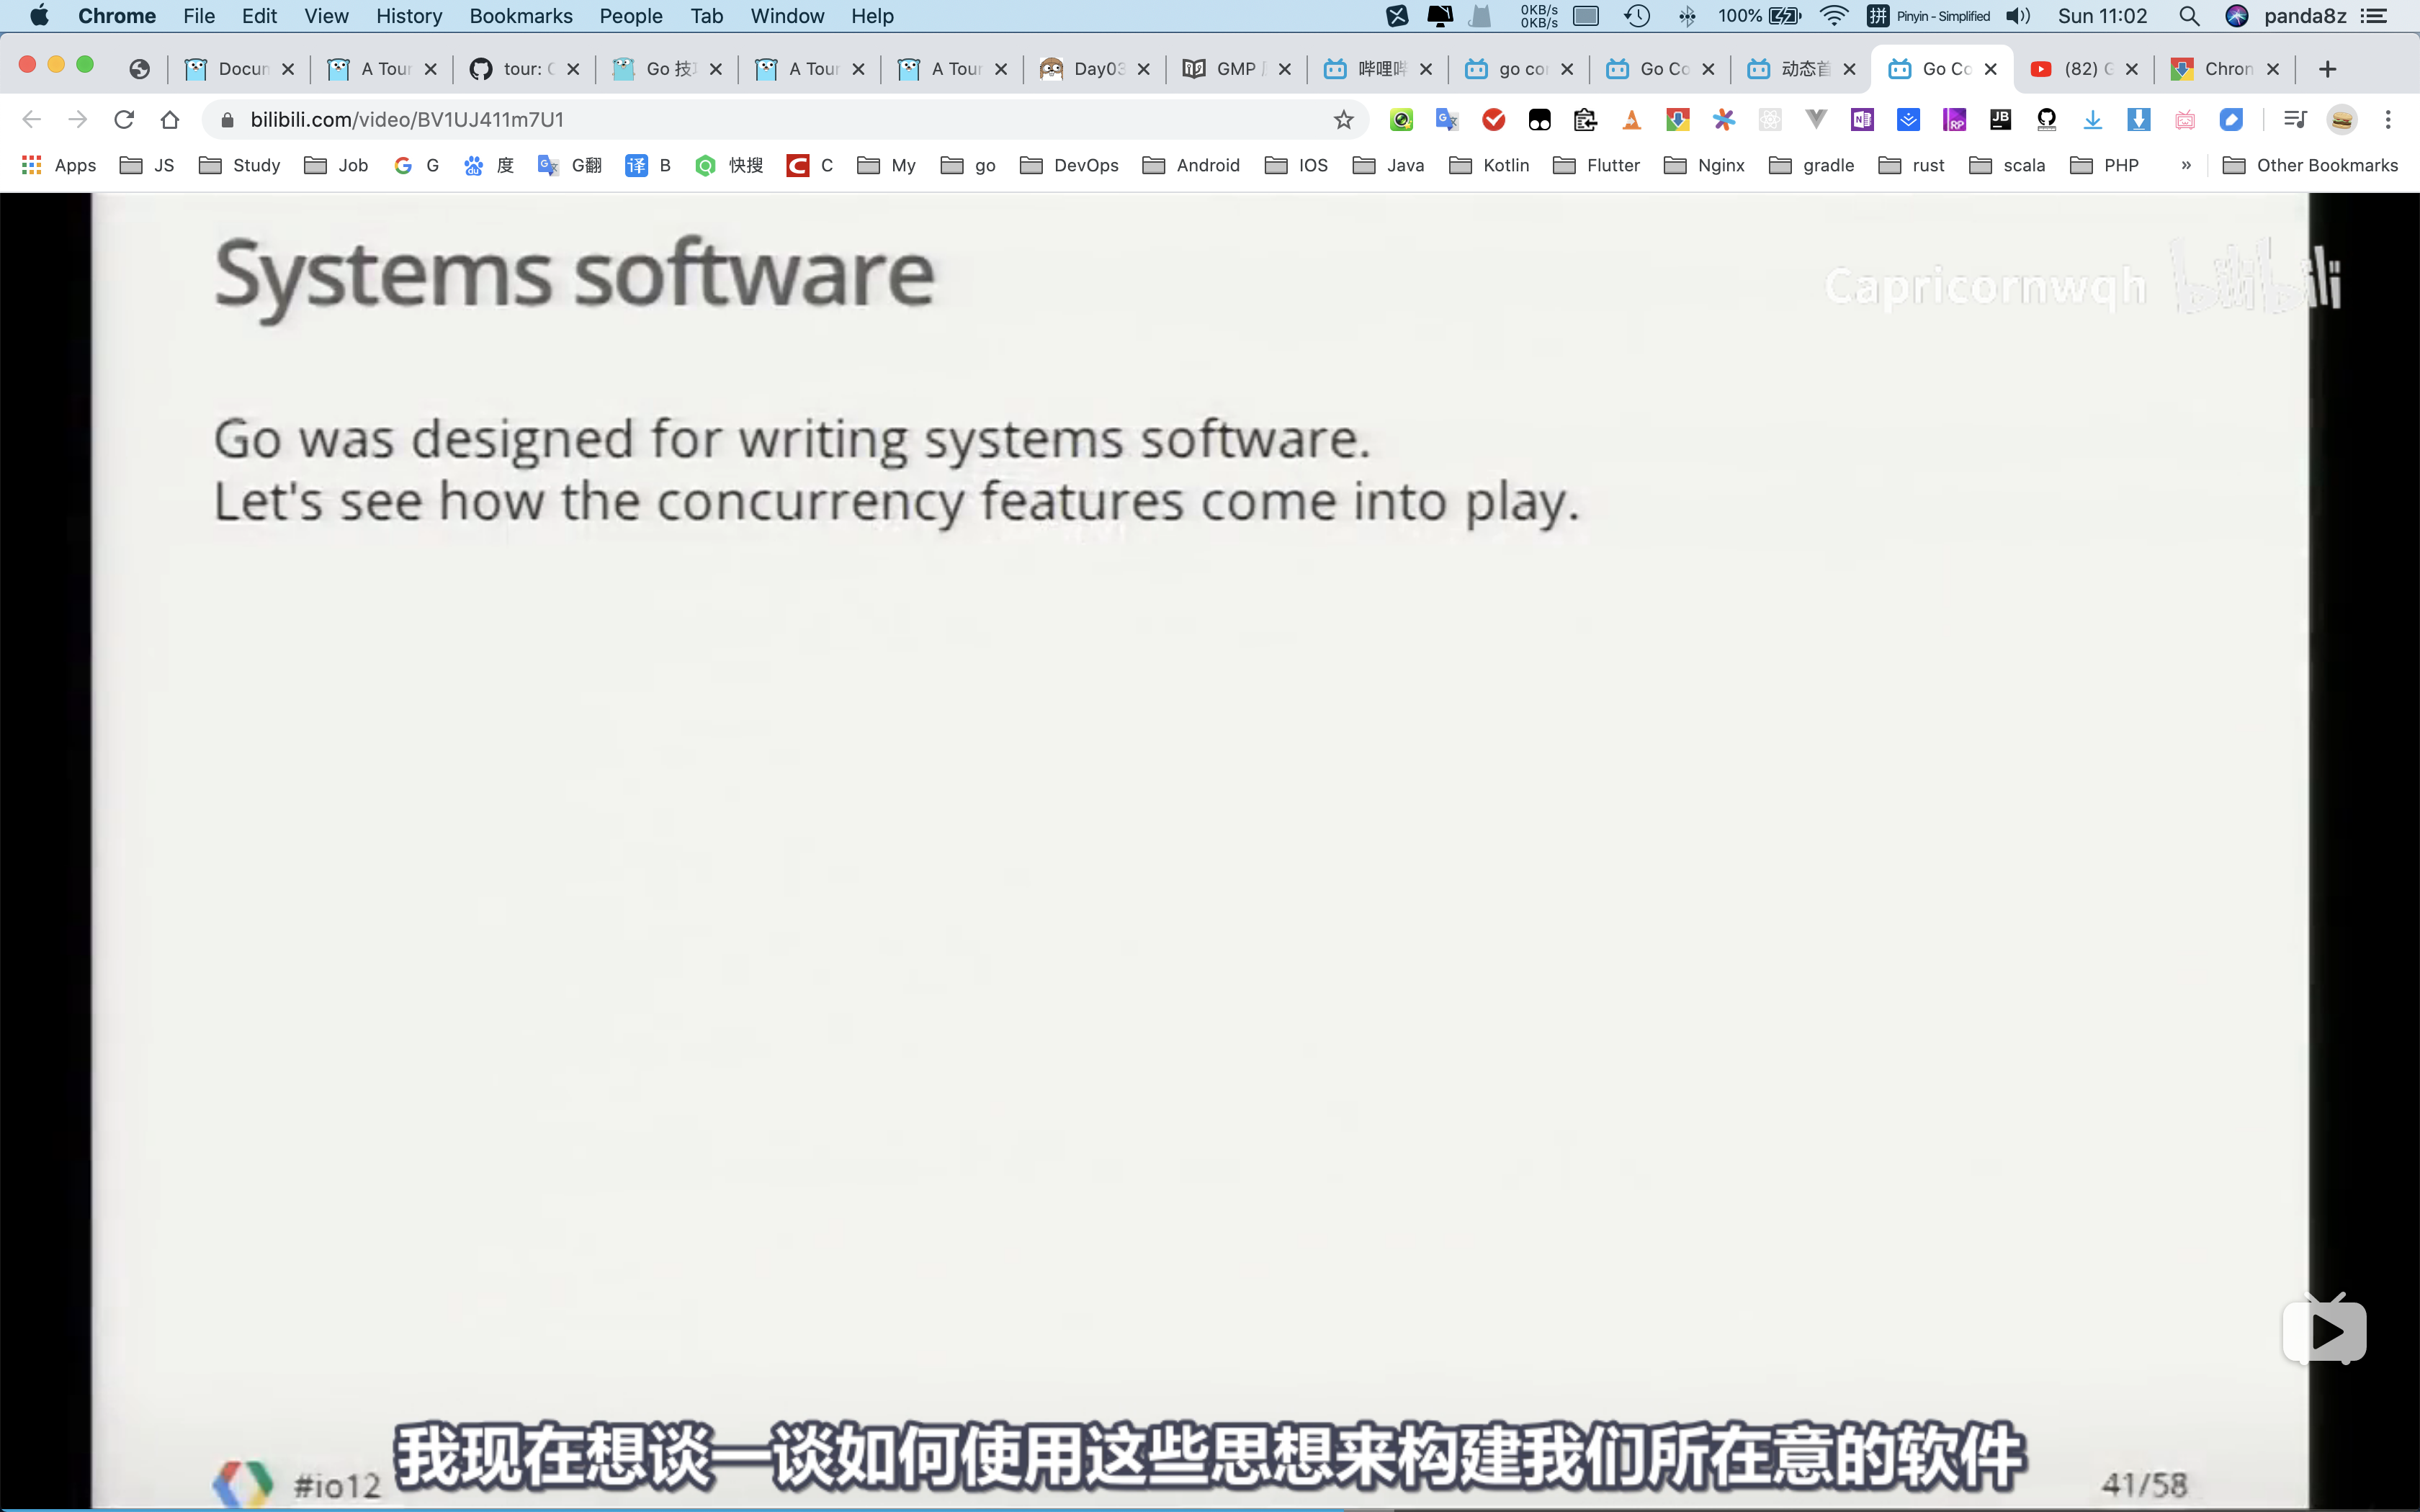 Chrome File Edit View History Bookmarks People Tab Window Help 0KB/s 0KB/s 100% 拼 Pinyin - Simplified Sun 11:02 panda8z
Docun A Tour tour: Go 技 A Tour A Tour Day03 GMP 哔哩哔 go co Go Co 动态首 Go Co (82) Chron
bilibili.com/video/BV1UJ411m7U1
Apps JS Study Job G 度 G翻 译 B 快搜 C My go DevOps Android IOS Java Kotlin Flutter Nginx gradle rust scala PHP » Other Bookmarks
Systems software
Capricornwqh bilibili
Go was designed for writing systems software.
Let's see how the concurrency features come into play.
我现在想谈一谈如何使用这些思想来构建我们所在意的软件
#io12
41/58